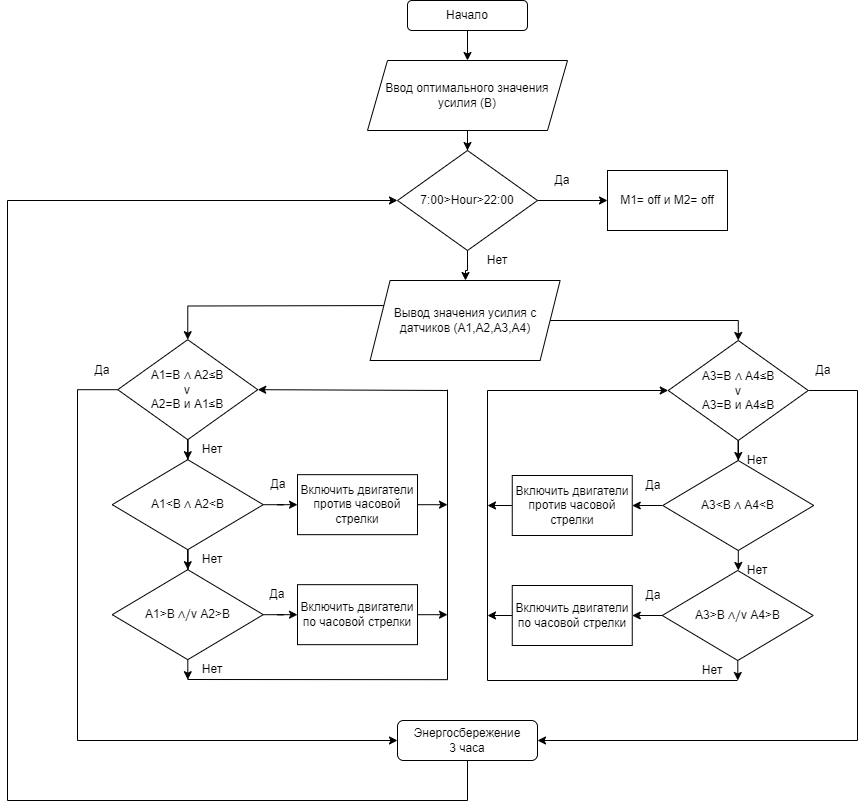 Начало
Ввод оптимального значения
усилия (B)
7:00>Hour>22:00
Да
М1= off и М2= off
Нет
Вывод значения усилия с
датчиков (A1,A2,A3,A4)
Да
A1=B ∧ A2≤B
v
A2=B и A1≤B
Нет
A1<B ∧ A2<B
Да
Включить двигатели
против часовой
стрелки
Нет
A1>B ∧/v A2>B
Да
Включить двигатели
по часовой стрелки
Нет
A3=B ∧ A4≤B
v
A3=B и A4≤B
Да
Нет
A3<B ∧ A4<B
Да
Включить двигатели
против часовой
стрелки
Нет
A3>B ∧/v A4>B
Да
Включить двигатели
по часовой стрелки
Нет
Энергосбережение
3 часа